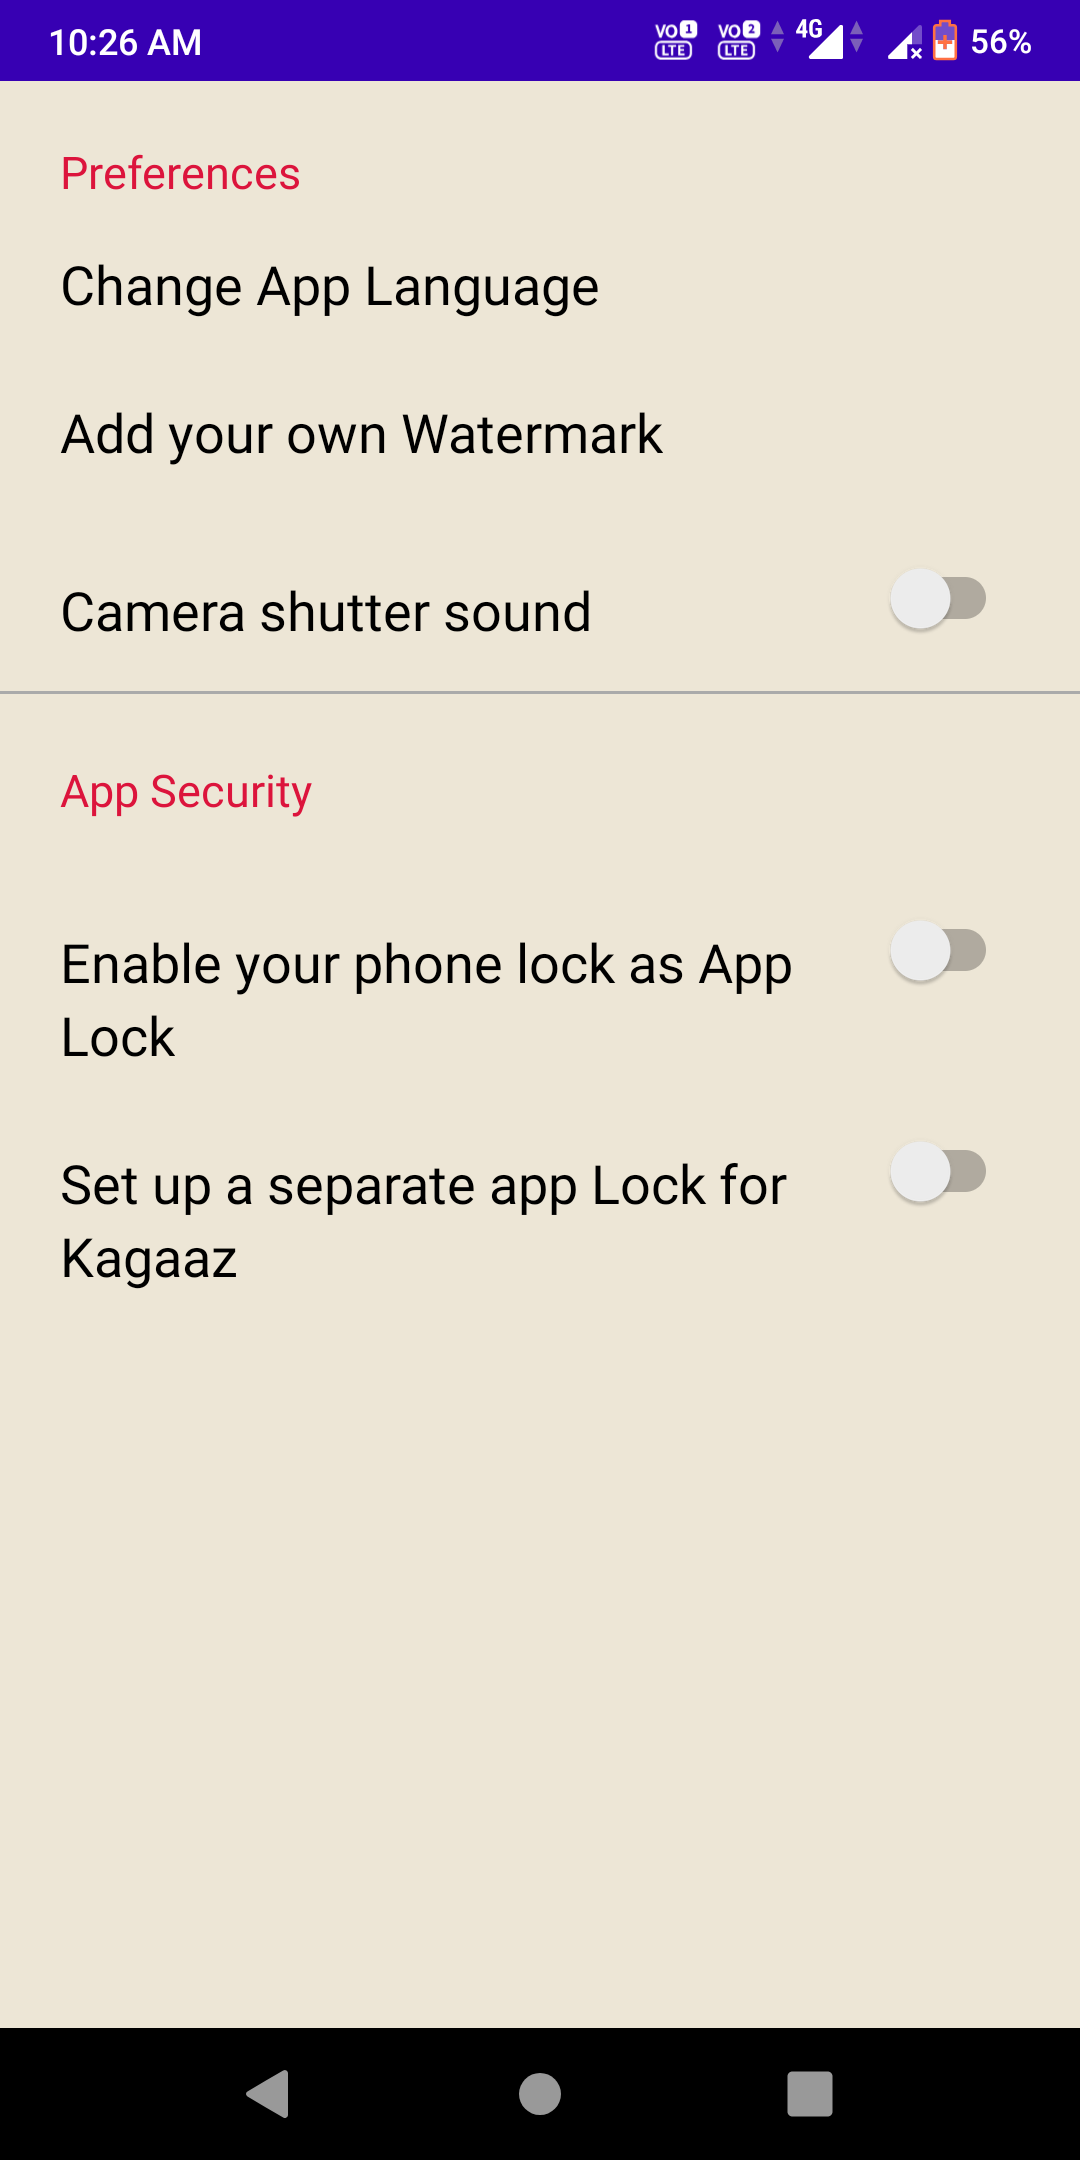 10:26 AM VO 1 LTE VO 2 LTE 4G 56%
Preferences
Change App Language
Add your own Watermark
Camera shutter sound
App Security
Enable your phone lock as App
Lock
Set up a separate app Lock for
Kagaaz